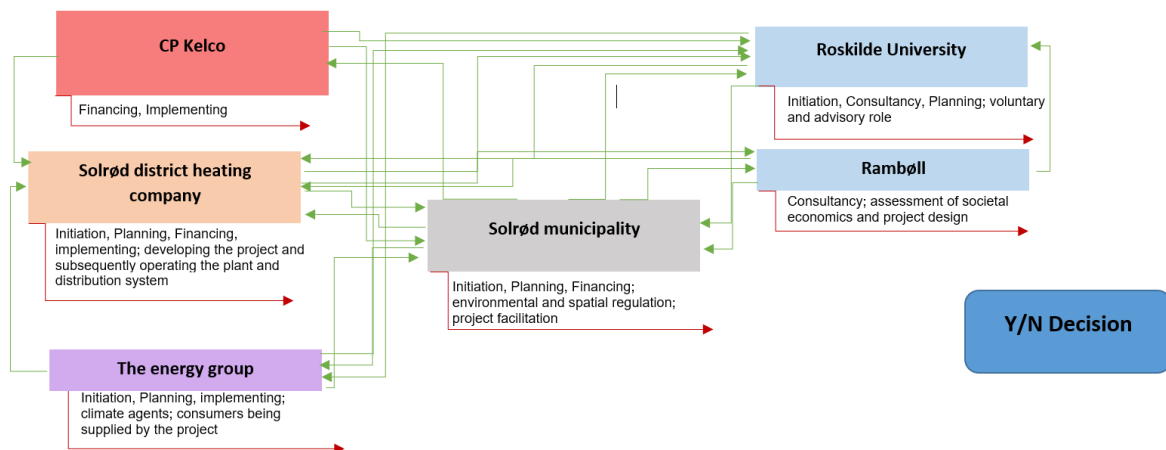 CP Kelco
Financing, Implementing
Roskilde University
Initiation, Consultancy, Planning; voluntary
and advisory role
Solrød district heating
company
Initiation, Planning, Financing,
implementing; developing the project and
subsequently operating the plant and
distribution system
Rambøll
Consultancy; assessment of societal
economics and project design
Solrød municipality
Initiation, Planning, Financing;
environmental and spatial regulation;
project facilitation
Y/N Decision
The energy group
Initiation, Planning, implementing;
climate agents; consumers being
supplied by the project